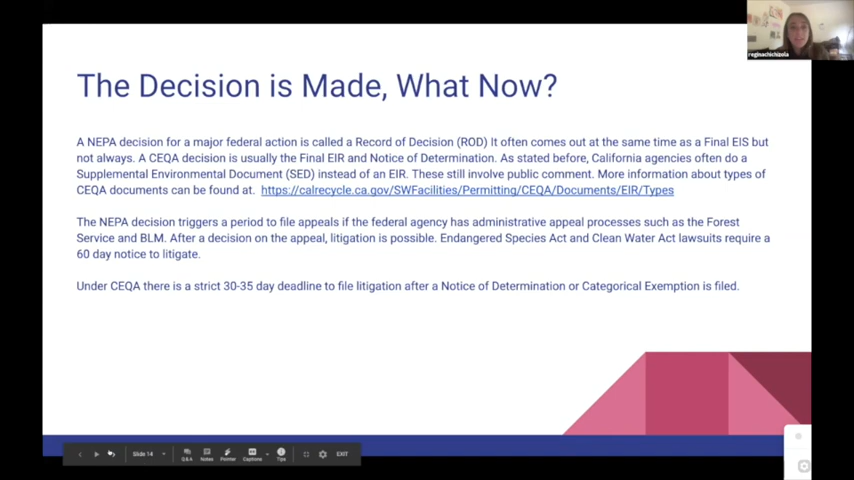 reginachichizola
The Decision is Made, What Now?
A NEPA decision for a major federal action is called a Record of Decision (ROD) It often comes out at the same time as a Final EIS but
not always. A CEQA decision is usually the Final EIR and Notice of Determination. As stated before, California agencies often do a
Supplemental Environmental Document (SED) instead of an EIR. These still involve public comment. More information about types of
CEQA documents can be found at. https://calrecycle.ca.gov/SWFacilities/Permitting/CEQA/Documents/EIR/Types
The NEPA decision triggers a period to file appeals if the federal agency has administrative appeal processes such as the Forest
Service and BLM. After a decision on the appeal, litigation is possible. Endangered Species Act and Clean Water Act lawsuits require a
60 day notice to litigate.
Under CEQA there is a strict 30-35 day deadline to file litigation after a Notice of Determination or Categorical Exemption is filed.
Slide 14 Q&A Notes Pointer Captions Tips EXIT